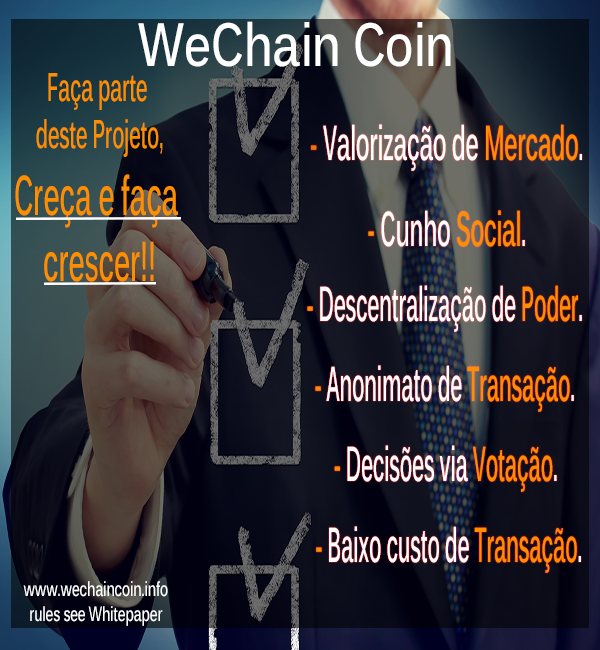 WeChain Coin
Faça parte
deste Projeto,
Creça e faça
crescer!!
- Valorização de Mercado.
- Cunho Social.
- Descentralização de Poder.
- Anonimato de Transação.
- Decisões via Votação.
- Baixo custo de Transação.
www.wechaincoin.info
rules see Whitepaper